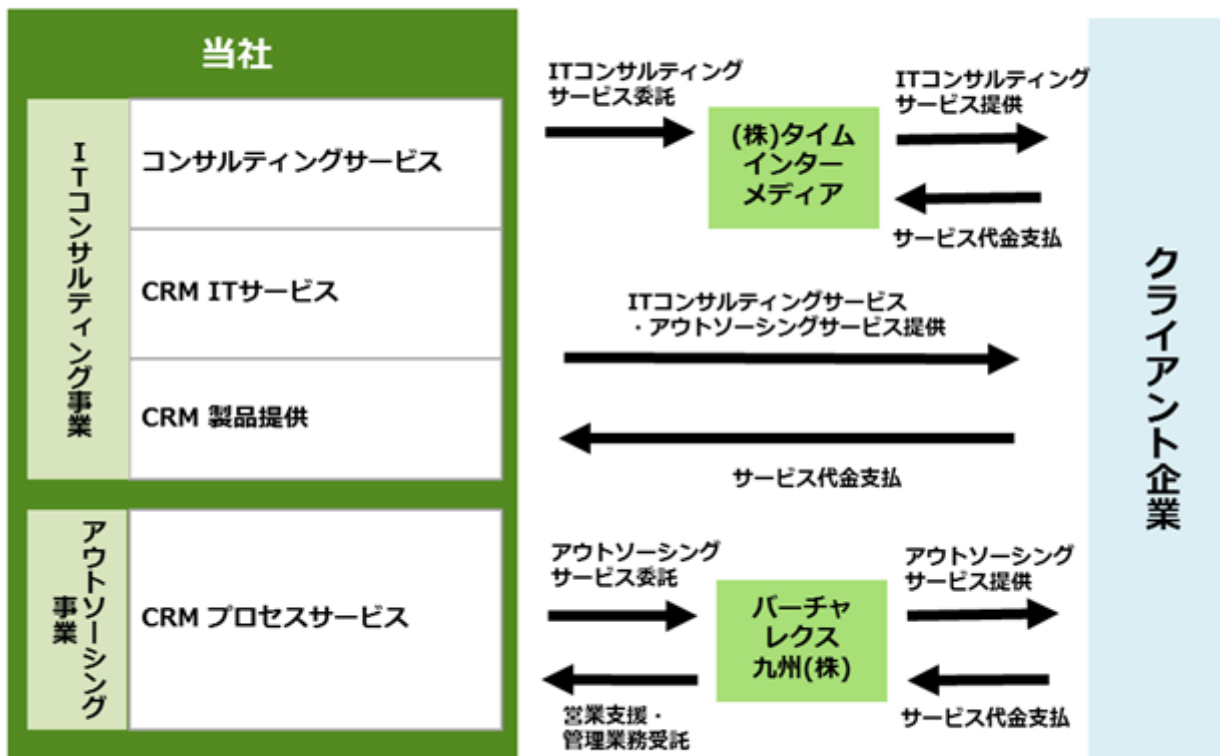 当社
ITコンサルティング事業
コンサルティングサービス
CRM ITサービス
CRM 製品提供
アウトソーシング
事業
CRM プロセスサービス
ITコンサルティング
サービス委託
(株)タイム
インター
メディア
ITコンサルティング
サービス提供
サービス代金支払
ITコンサルティングサービス
・アウトソーシングサービス提供
サービス代金支払
アウトソーシング
サービス委託
営業支援・
管理業務受託
バーチャ
レクス
九州(株)
アウトソーシング
サービス提供
サービス代金支払
クライアント企業